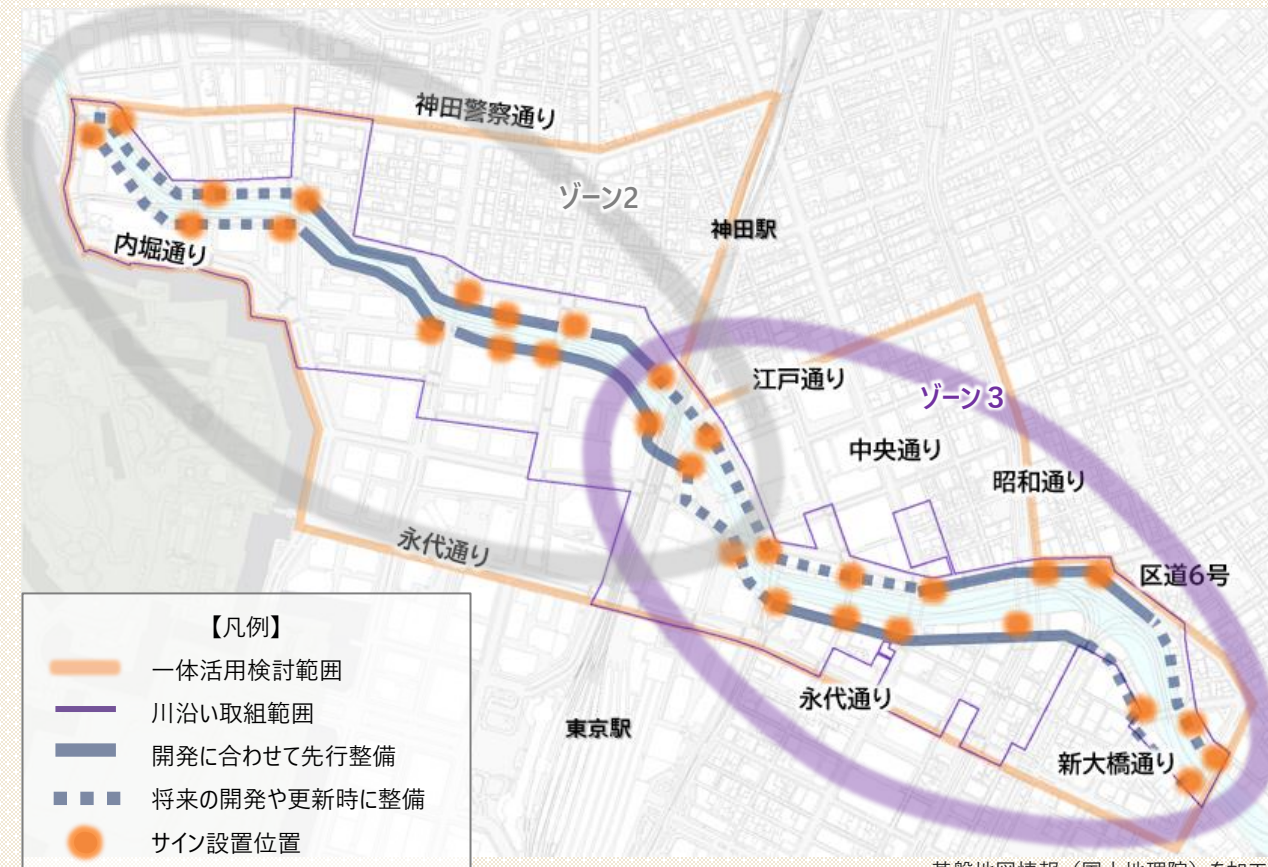 神田警察通り
ゾーン2
神田駅
内堀通り
江戸通り
ゾーン3
中央通り
昭和通り
永代通り
区道6号
永代通り
東京駅
新大橋通り
【凡例】
一体活用検討範囲
川沿い取組範囲
開発に合わせて先行整備
将来の開発や更新時に整備
サイン設置位置